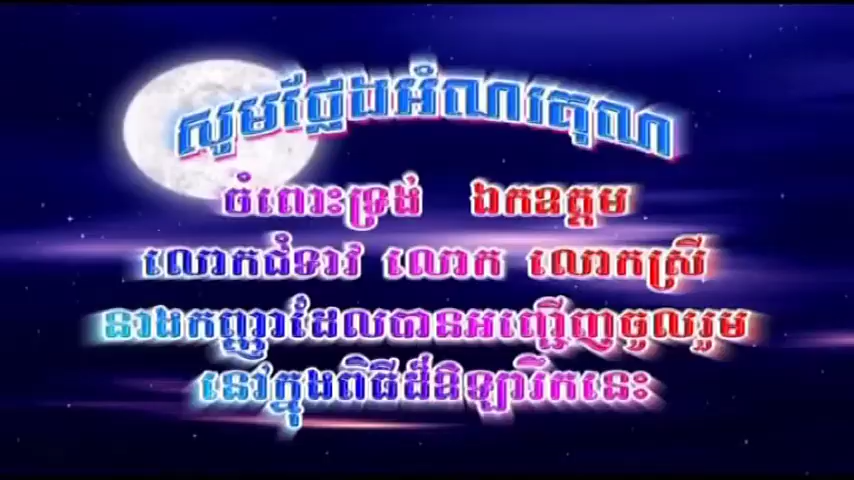 សូមថ្លែងអំណរគុណ
ចំពោះទ្រង់ ឯកឧត្តម
លោកជំទាវ លោក លោកស្រី
នាងកញ្ញាដែលបានអញ្ជើញចូលរួម
នៅក្នុងពិធីដ៏ឱឡារឹកនេះ